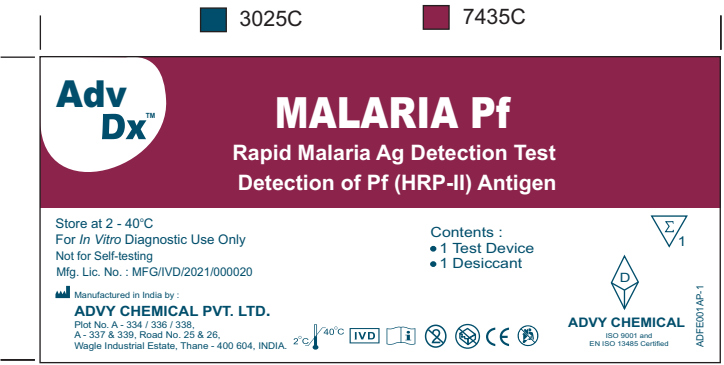 3025C
7435C
Adv
Dx™
MALARIA Pf
Rapid Malaria Ag Detection Test
Detection of Pf (HRP-II) Antigen
Store at 2 - 40°C
For In Vitro Diagnostic Use Only
Not for Self-testing
Mfg. Lic. No. : MFG/IVD/2021/000020
Manufactured in India by :
ADVY CHEMICAL PVT. LTD.
Plot No. A - 334 / 336 / 338,
A - 337 & 339, Road No. 25 & 26,
Wagle Industrial Estate, Thane - 400 604, INDIA.
2°C
40°C
IVD
i
2
CE
Contents :
• 1 Test Device
• 1 Desiccant
Σ
1
D
ADVY CHEMICAL
ISO 9001 and
EN ISO 13485 Certified
ADFE001AP-1